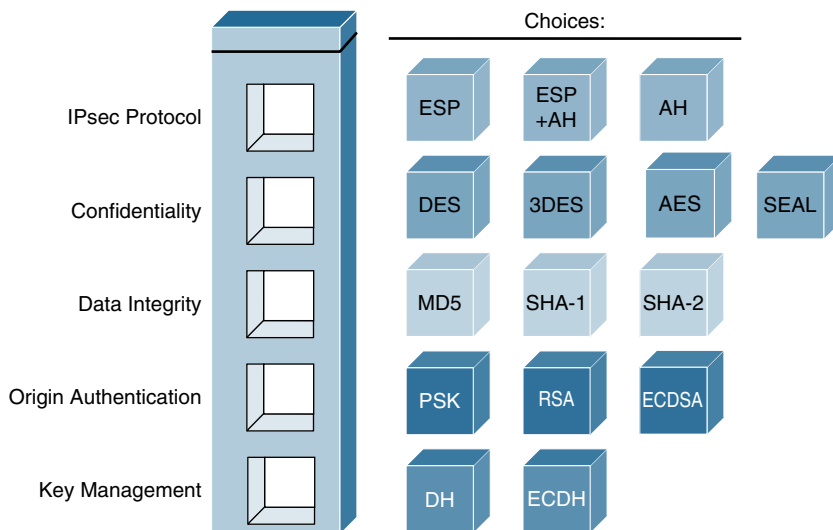 Choices:
IPsec Protocol
ESP
ESP
+AH
AH
Confidentiality
DES
3DES
AES
SEAL
Data Integrity
MD5
SHA-1
SHA-2
Origin Authentication
PSK
RSA
ECDSA
Key Management
DH
ECDH